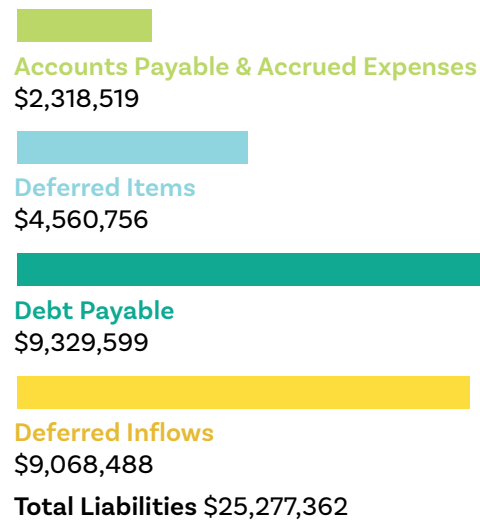 Accounts Payable & Accrued Expenses
$2,318,519
Deferred Items
$4,560,756
Debt Payable
$9,329,599
Deferred Inflows
$9,068,488
Total Liabilities $25,277,362